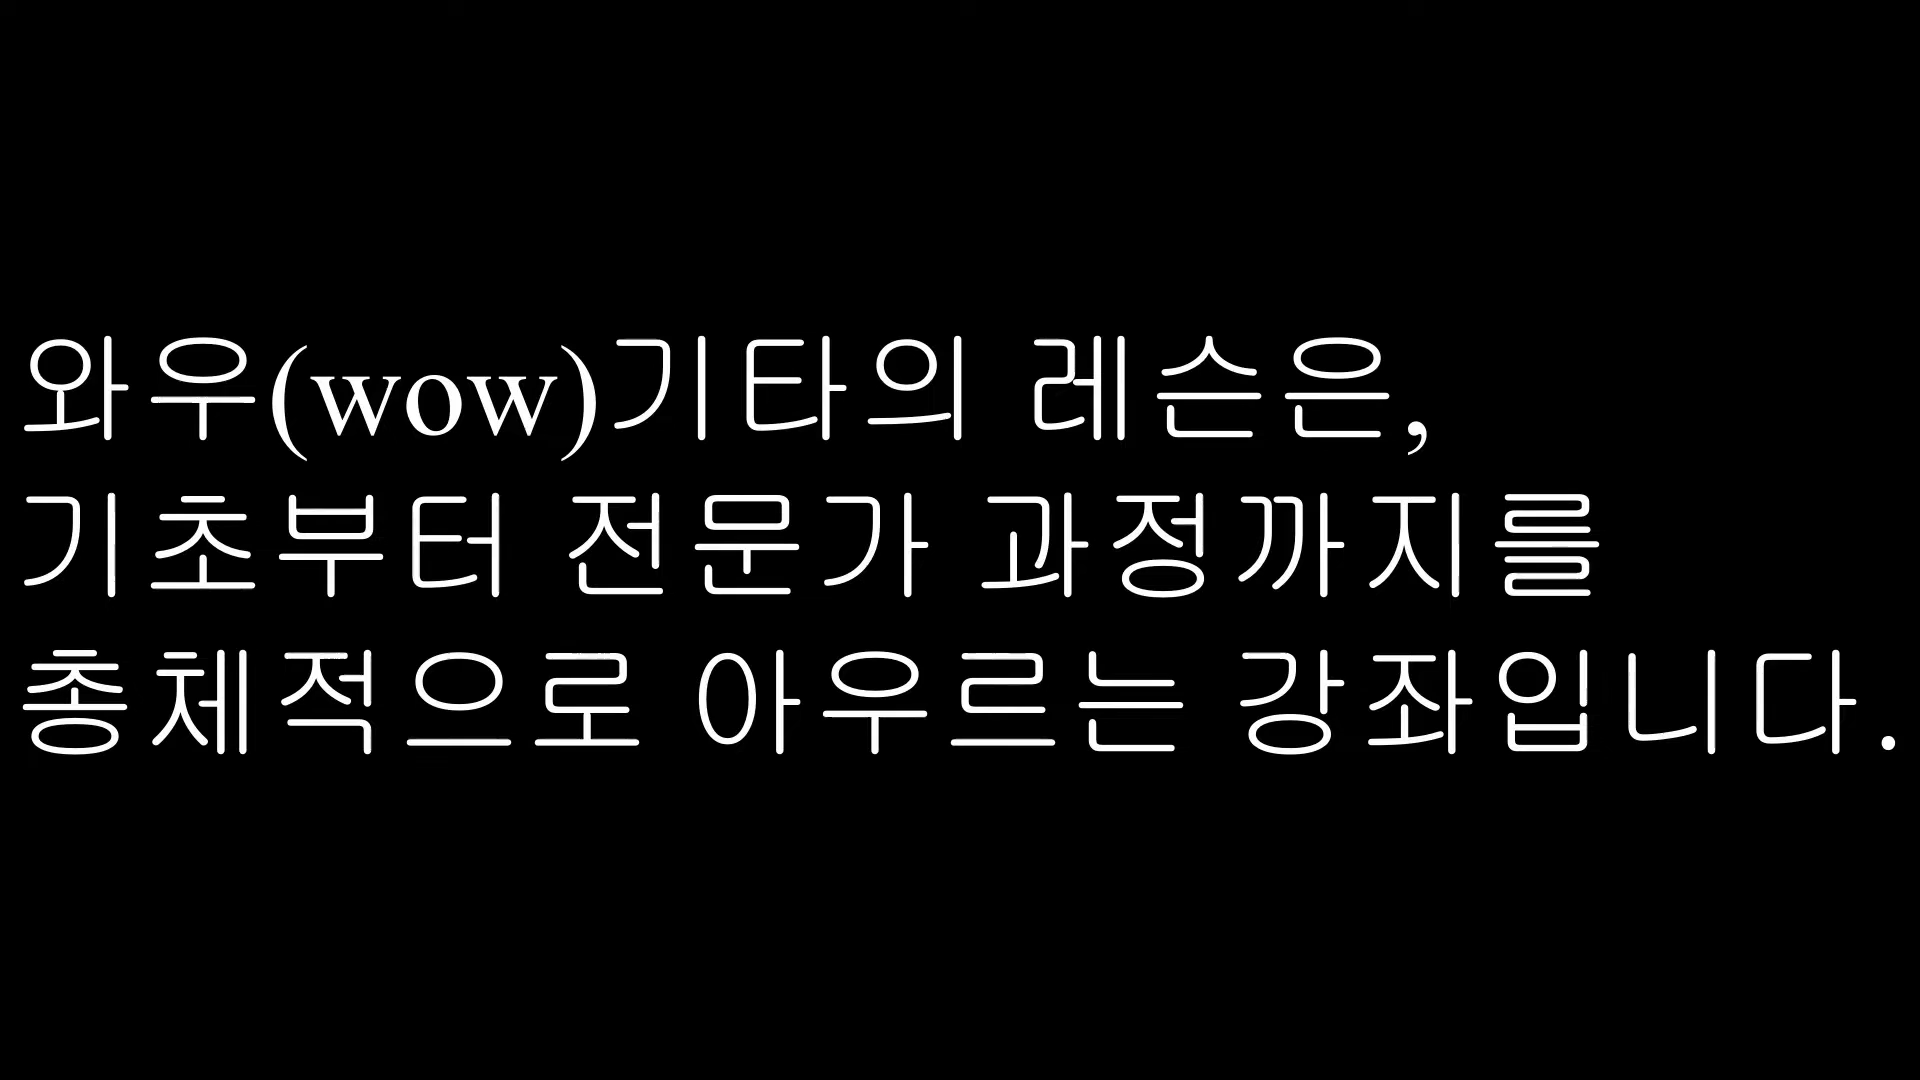 와우(wow)기타의 레슨은,
기초부터 전문가 과정까지를
총체적으로 아우르는 강좌입니다.